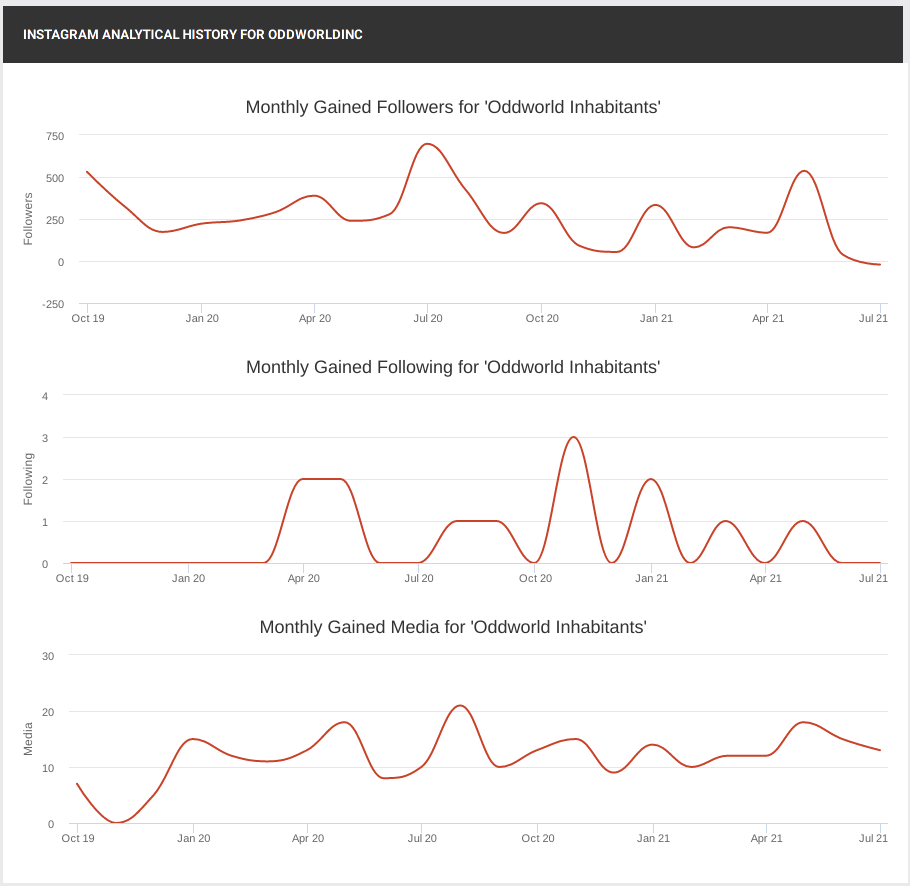 INSTAGRAM ANALYTICAL HISTORY FOR ODDWORLDINC
Monthly Gained Followers for 'Oddworld Inhabitants'
Followers
750
500
250
0
-250
Oct 19 Jan 20 Apr 20 Jul 20 Oct 20 Jan 21 Apr 21 Jul 21
Monthly Gained Following for 'Oddworld Inhabitants'
Following
4
3
2
1
0
Oct 19 Jan 20 Apr 20 Jul 20 Oct 20 Jan 21 Apr 21 Jul 21
Monthly Gained Media for 'Oddworld Inhabitants'
Media
30
20
10
0
Oct 19 Jan 20 Apr 20 Jul 20 Oct 20 Jan 21 Apr 21 Jul 21